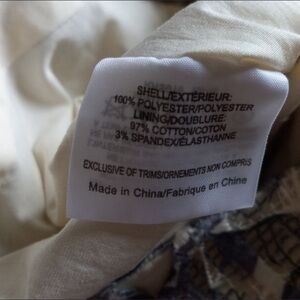 SHELL/EXTÉRIEUR:
100% POLYESTER/POLYESTER
LINING/DOUBLURE:
97% COTTON/COTON
3% SPANDEX/ÉLASTHANNE
EXCLUSIVE OF TRIMS/ORNEMENTS NON COMPRIS
Made in China/Fabriqué en Chine